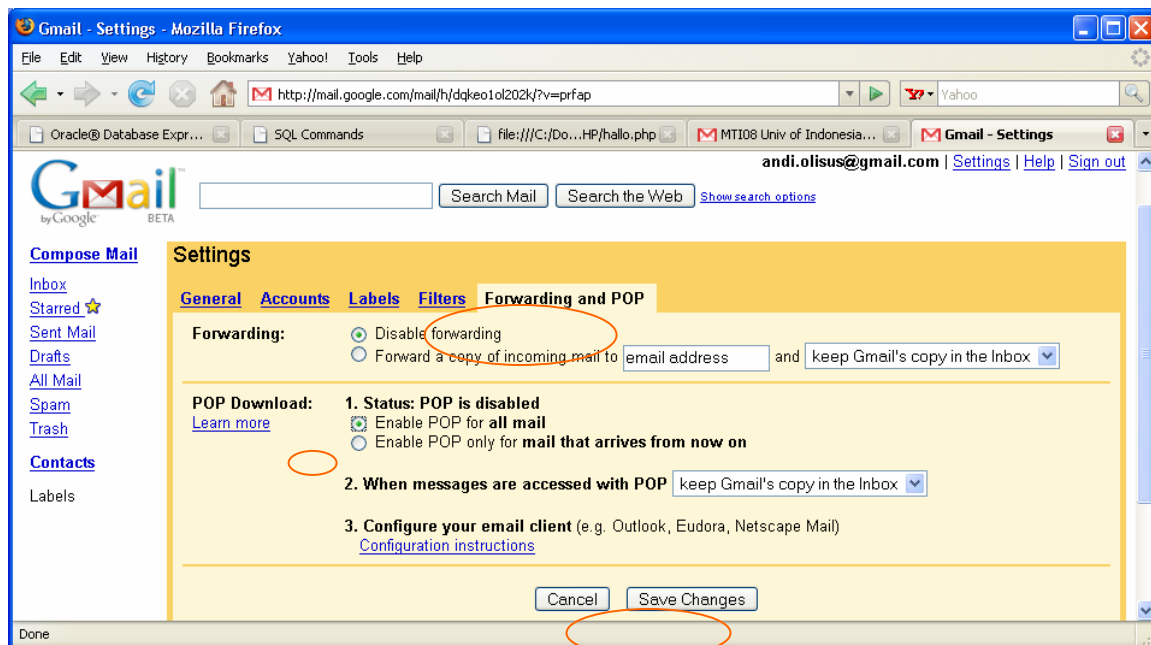 Gmail - Settings - Mozilla Firefox
File Edit View History Bookmarks Yahoo! Tools Help
http://mail.google.com/mail/h/dqkeo1ol202k/?v=prfap Yahoo
Oracle® Database Expr... SQL Commands file:///C:/Do...HP/hallo.php MTI08 Univ of Indonesia... Gmail - Settings
andi.olisus@gmail.com | Settings | Help | Sign out
Gmail Search Mail Search the Web Show search options
by Google BETA
Compose Mail
Inbox
Starred
Sent Mail
Drafts
All Mail
Spam
Trash
Contacts
Labels
Settings
General Accounts Labels Filters Forwarding and POP
Forwarding: Disable forwarding
Forward a copy of incoming mail to email address and keep Gmail's copy in the Inbox
POP Download: 1. Status: POP is disabled
Learn more Enable POP for all mail
Enable POP only for mail that arrives from now on
2. When messages are accessed with POP keep Gmail's copy in the Inbox
3. Configure your email client (e.g. Outlook, Eudora, Netscape Mail)
Configuration instructions
Cancel Save Changes
Done